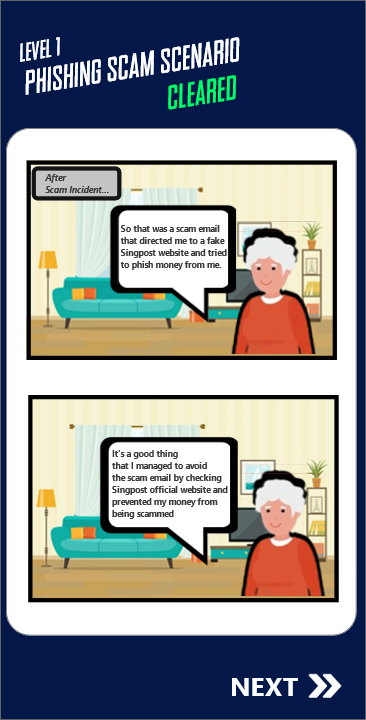 LEVEL 1
PHISHING SCAM SCENARIO
CLEARED
After
Scam Incident...
So that was a scam email
that directed me to a fake
Singpost website and tried
to phish money from me.
It's a good thing
that I managed to avoid
the scam email by checking
Singpost official website and
prevented my money from
being scammed
NEXT